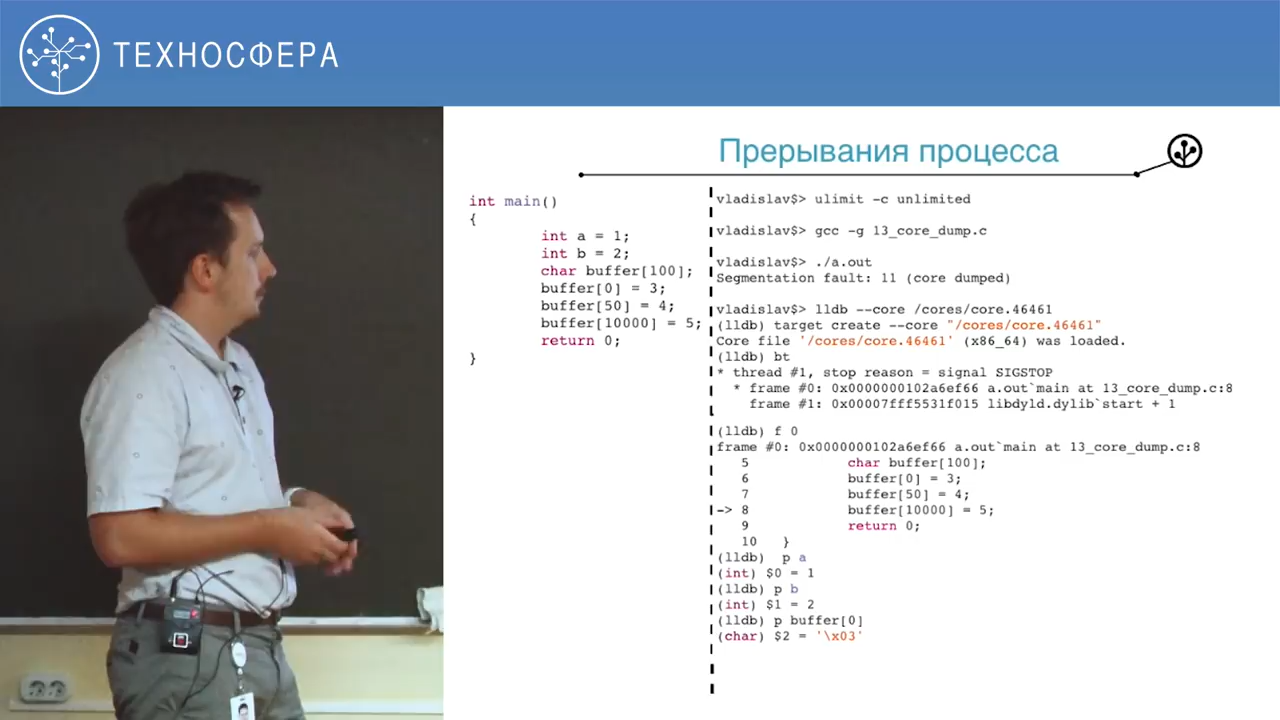 ТЕХНОСФЕРА
Прерывания процесса
int main()
{
int a = 1;
int b = 2;
char buffer[100];
buffer[0] = 3;
buffer[50] = 4;
buffer[10000] = 5;
return 0;
}
vladislav$> ulimit -c unlimited
vladislav$> gcc -g 13_core_dump.c
vladislav$> ./a.out
Segmentation fault: 11 (core dumped)
vladislav$> lldb --core /cores/core.46461
(lldb) target create --core "/cores/core.46461"
Core file '/cores/core.46461' (x86_64) was loaded.
(lldb) bt
* thread #1, stop reason = signal SIGSTOP
* frame #0: 0x0000000102a6ef66 a.out`main at 13_core_dump.c:8
frame #1: 0x00007fff5531f015 libdyld.dylib`start + 1
(lldb) f 0
frame #0: 0x0000000102a6ef66 a.out`main at 13_core_dump.c:8
5 char buffer[100];
6 buffer[0] = 3;
7 buffer[50] = 4;
-> 8 buffer[10000] = 5;
9 return 0;
10 }
(lldb) p a
(int) $0 = 1
(lldb) p b
(int) $1 = 2
(lldb) p buffer[0]
(char) $2 = '\x03'